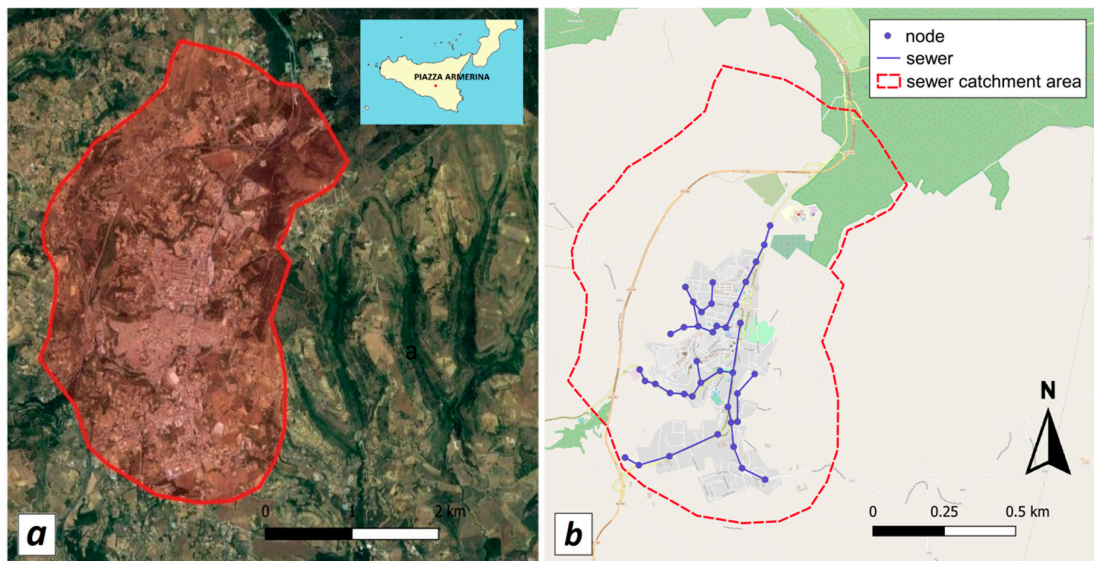 PIAZZA ARMERINA
a
a
0 1 2 km
node
sewer
sewer catchment area
N
b
0 0.25 0.5 km